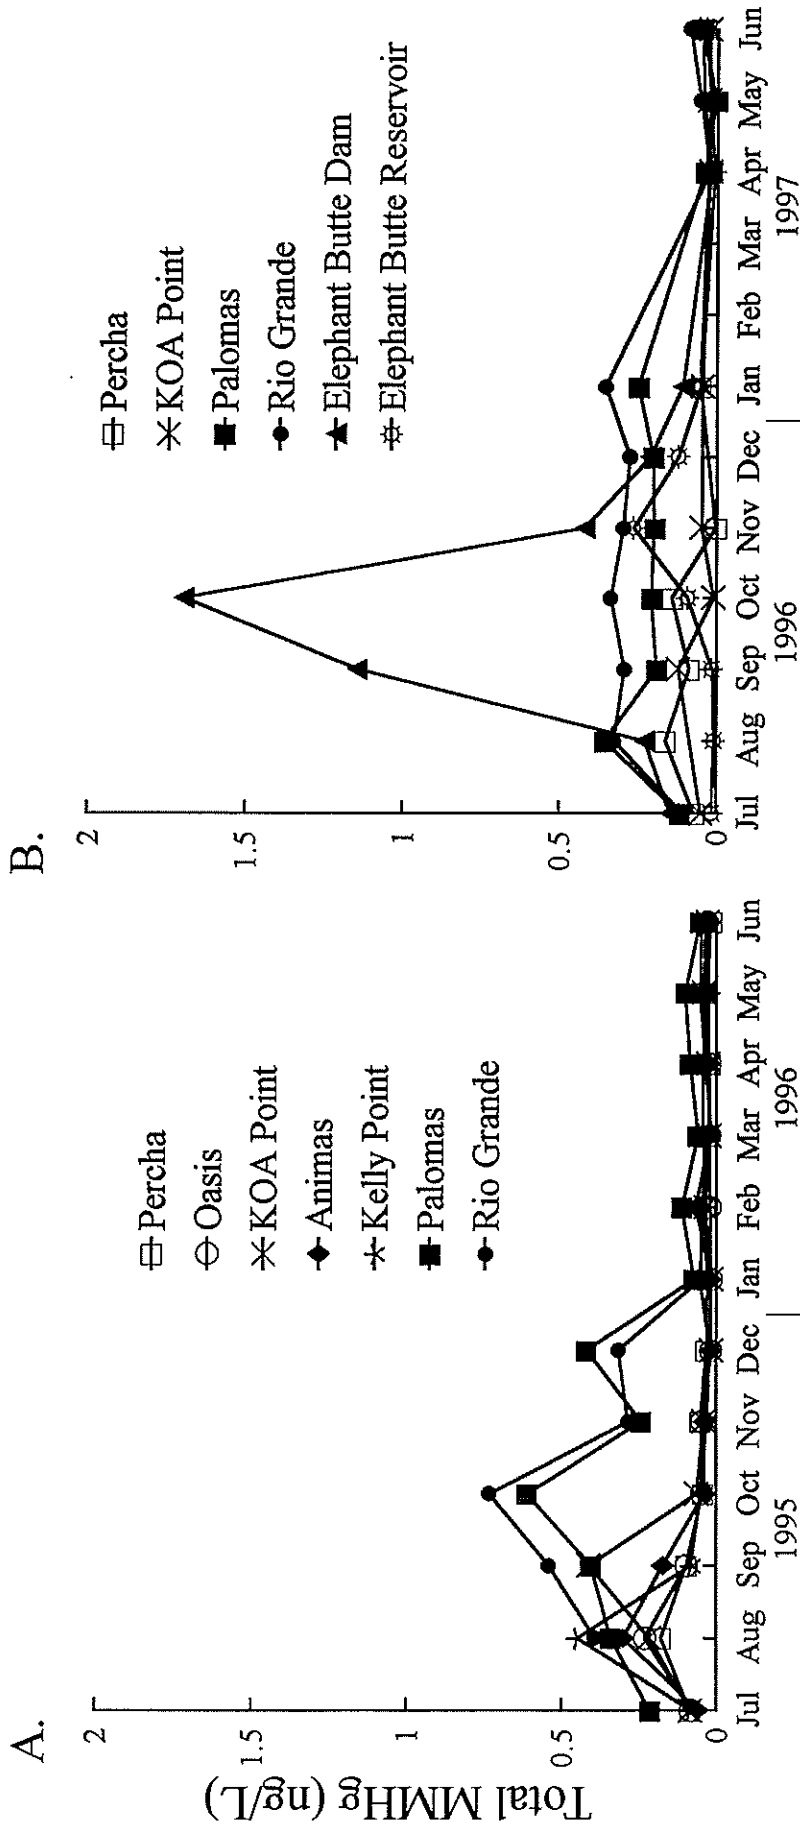 A.
Total MMHg (ng/L)
2
1.5
1
0.5
0
Percha
Oasis
KOA Point
Animas
Kelly Point
Palomas
Rio Grande
Jul Aug Sep Oct Nov Dec Jan Feb Mar Apr May Jun
1995 1996
B.
2
1.5
1
0.5
0
Percha
KOA Point
Palomas
Rio Grande
Elephant Butte Dam
Elephant Butte Reservoir
Jul Aug Sep Oct Nov Dec Jan Feb Mar Apr May Jun
1996 1997